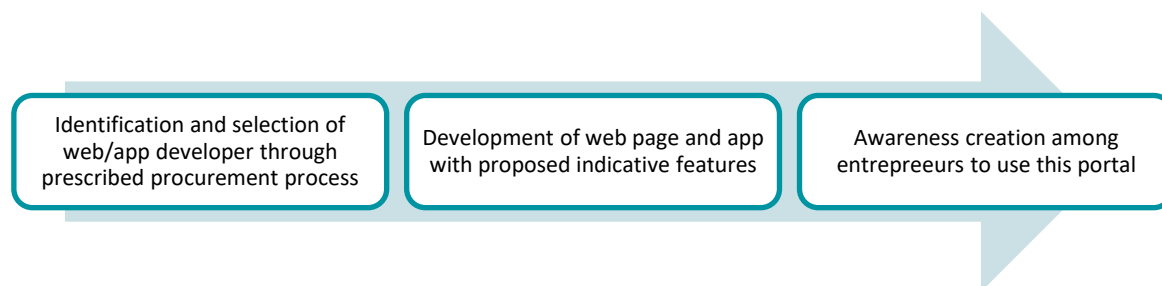 Identification and selection of
web/app developer through
prescribed procurement process
Development of web page and app
with proposed indicative features
Awareness creation among
entrepreeurs to use this portal